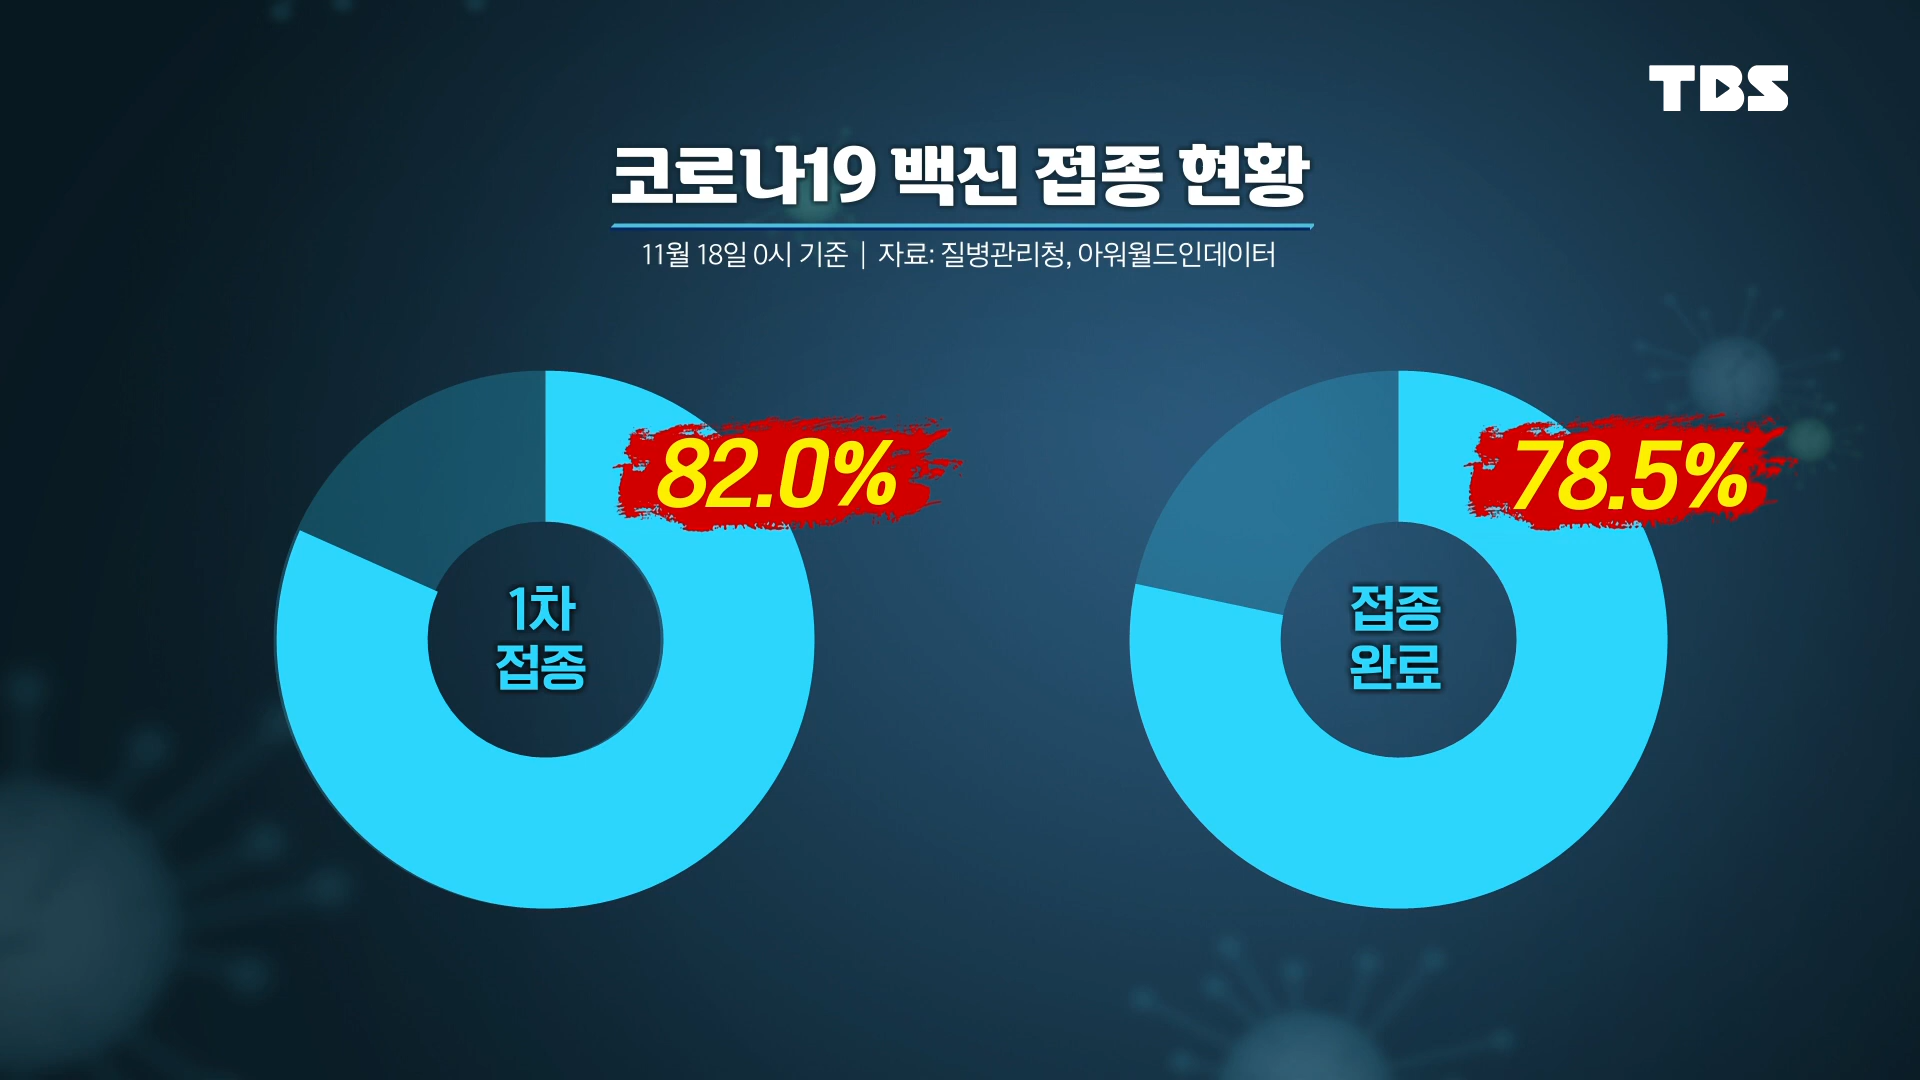 TBS
코로나19 백신 접종 현황
11월 18일 0시 기준 | 자료: 질병관리청, 아워월드인데이터
82.0%
1차
접종
78.5%
접종
완료